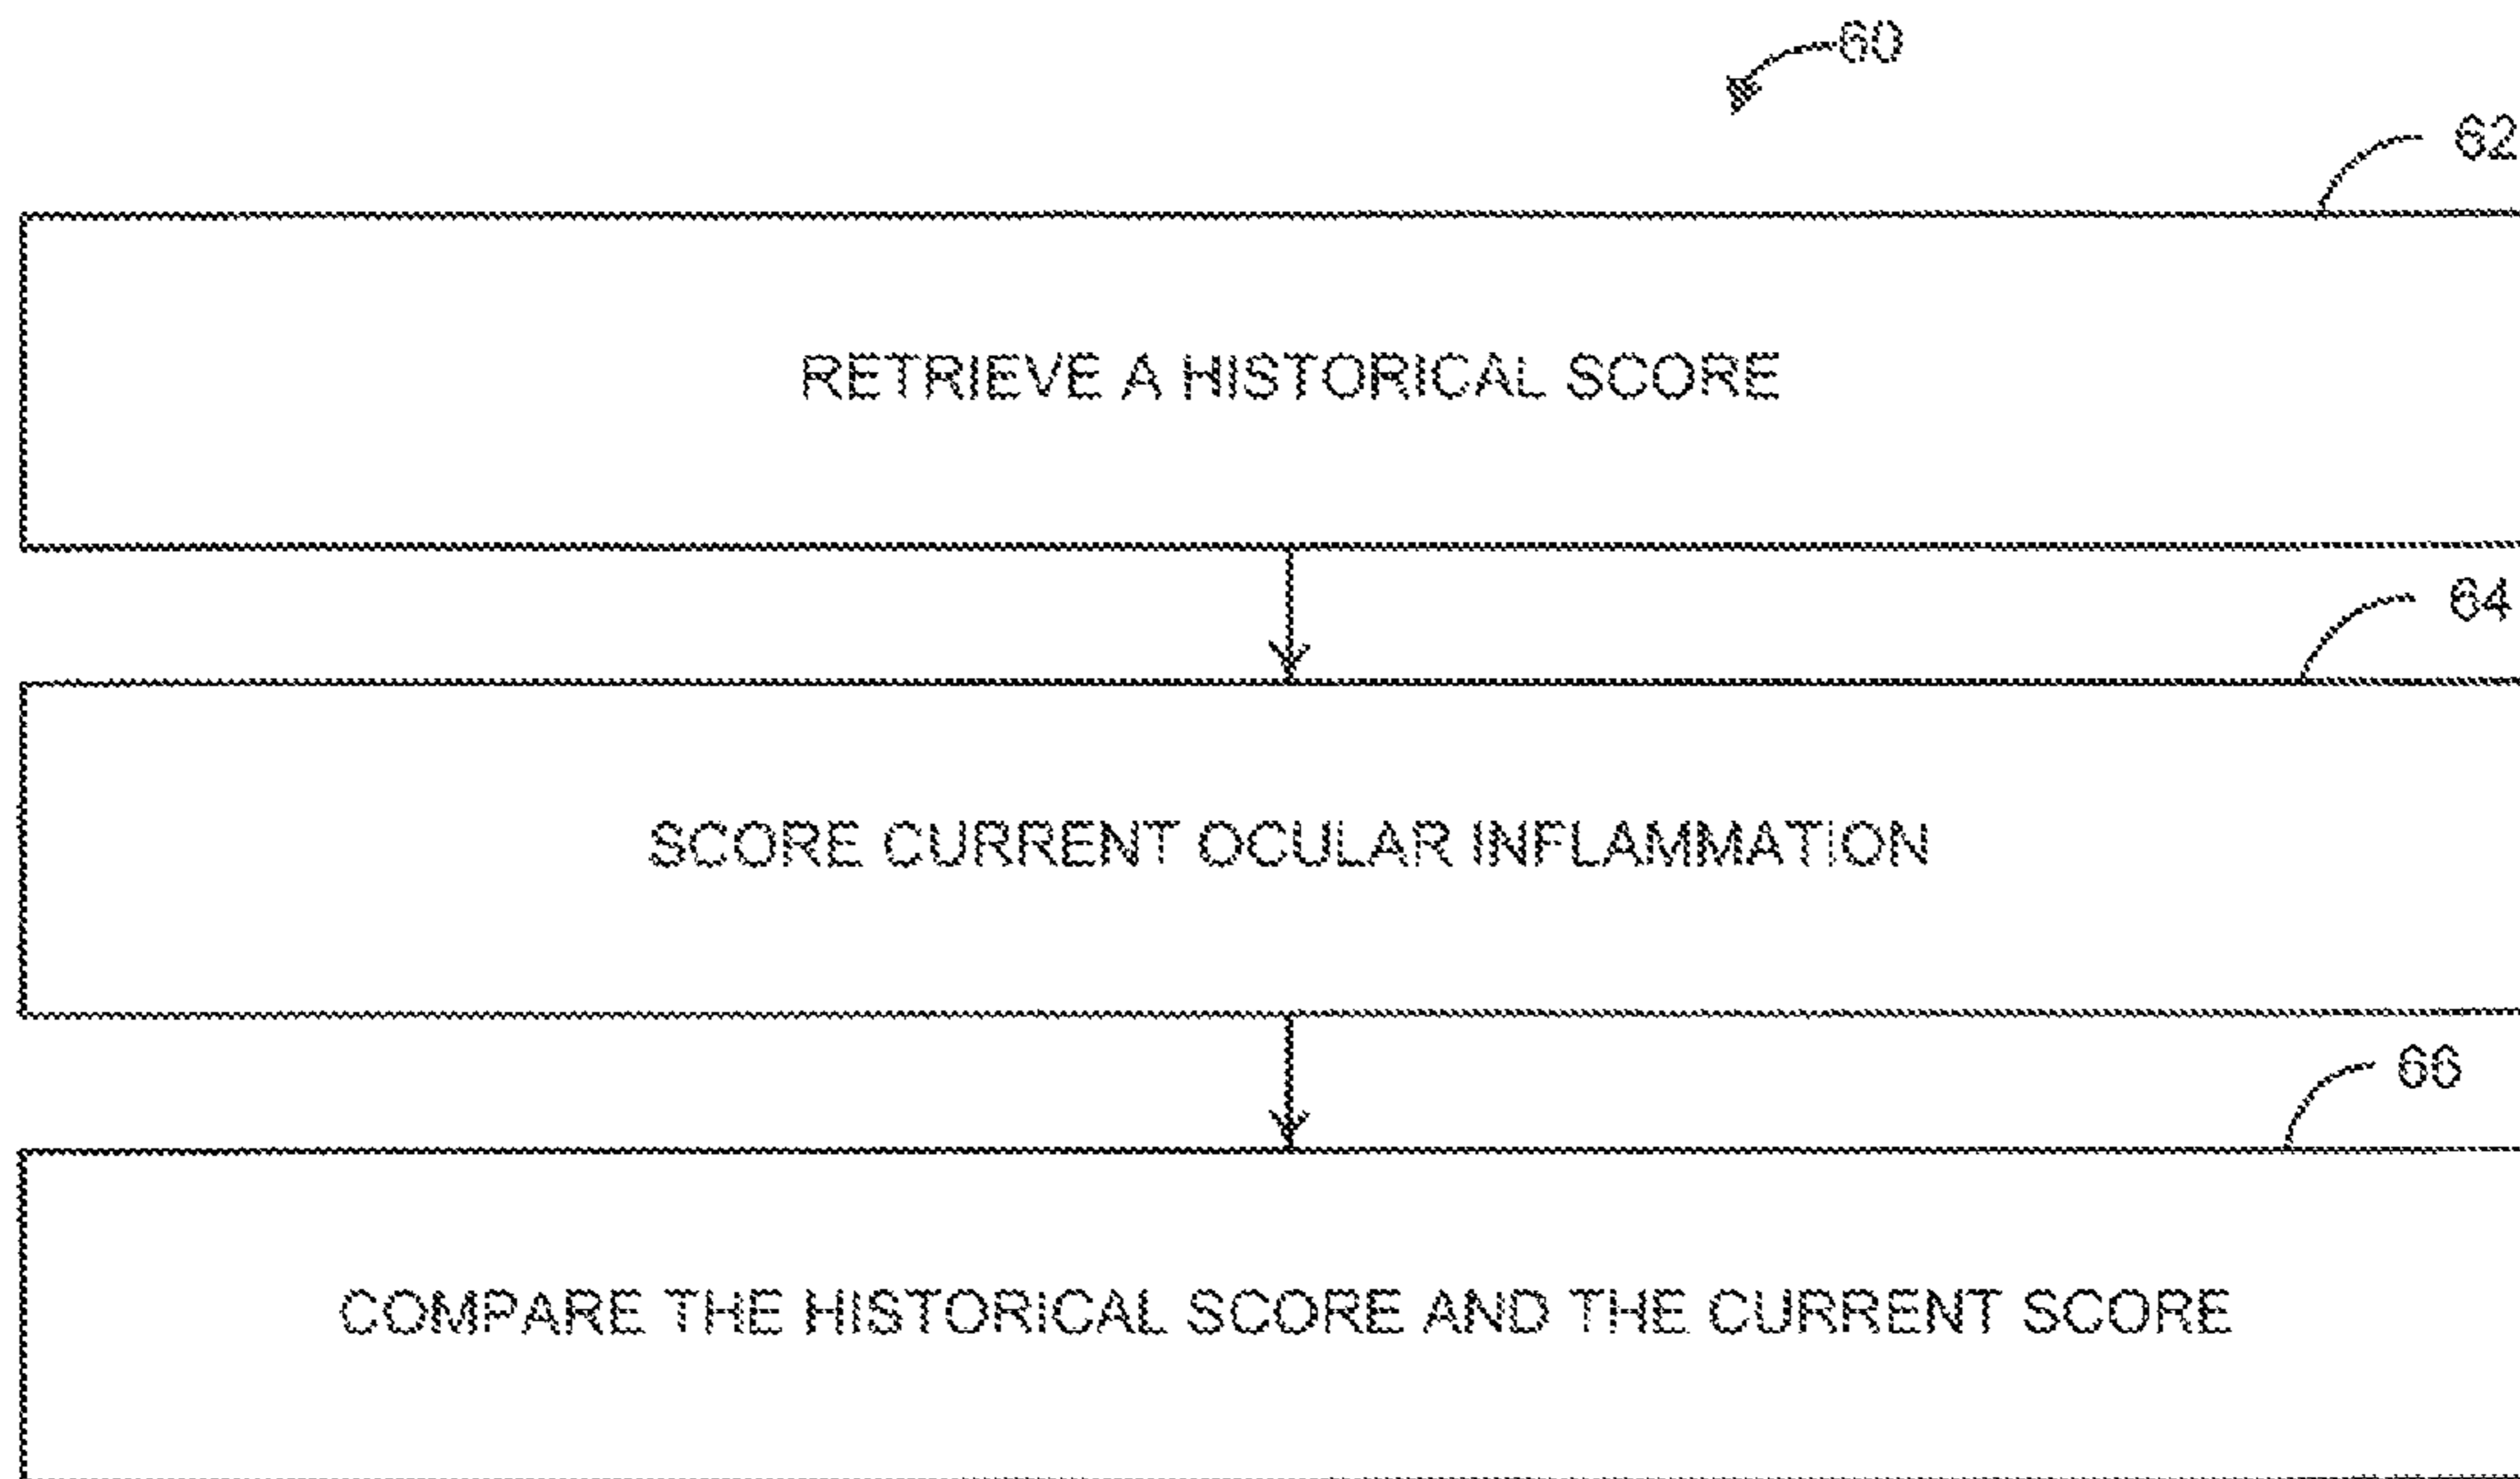 60
62
RETRIEVE A HISTORICAL SCORE
64
SCORE CURRENT OCULAR INFLAMMATION
66
COMPARE THE HISTORICAL SCORE AND THE CURRENT SCORE